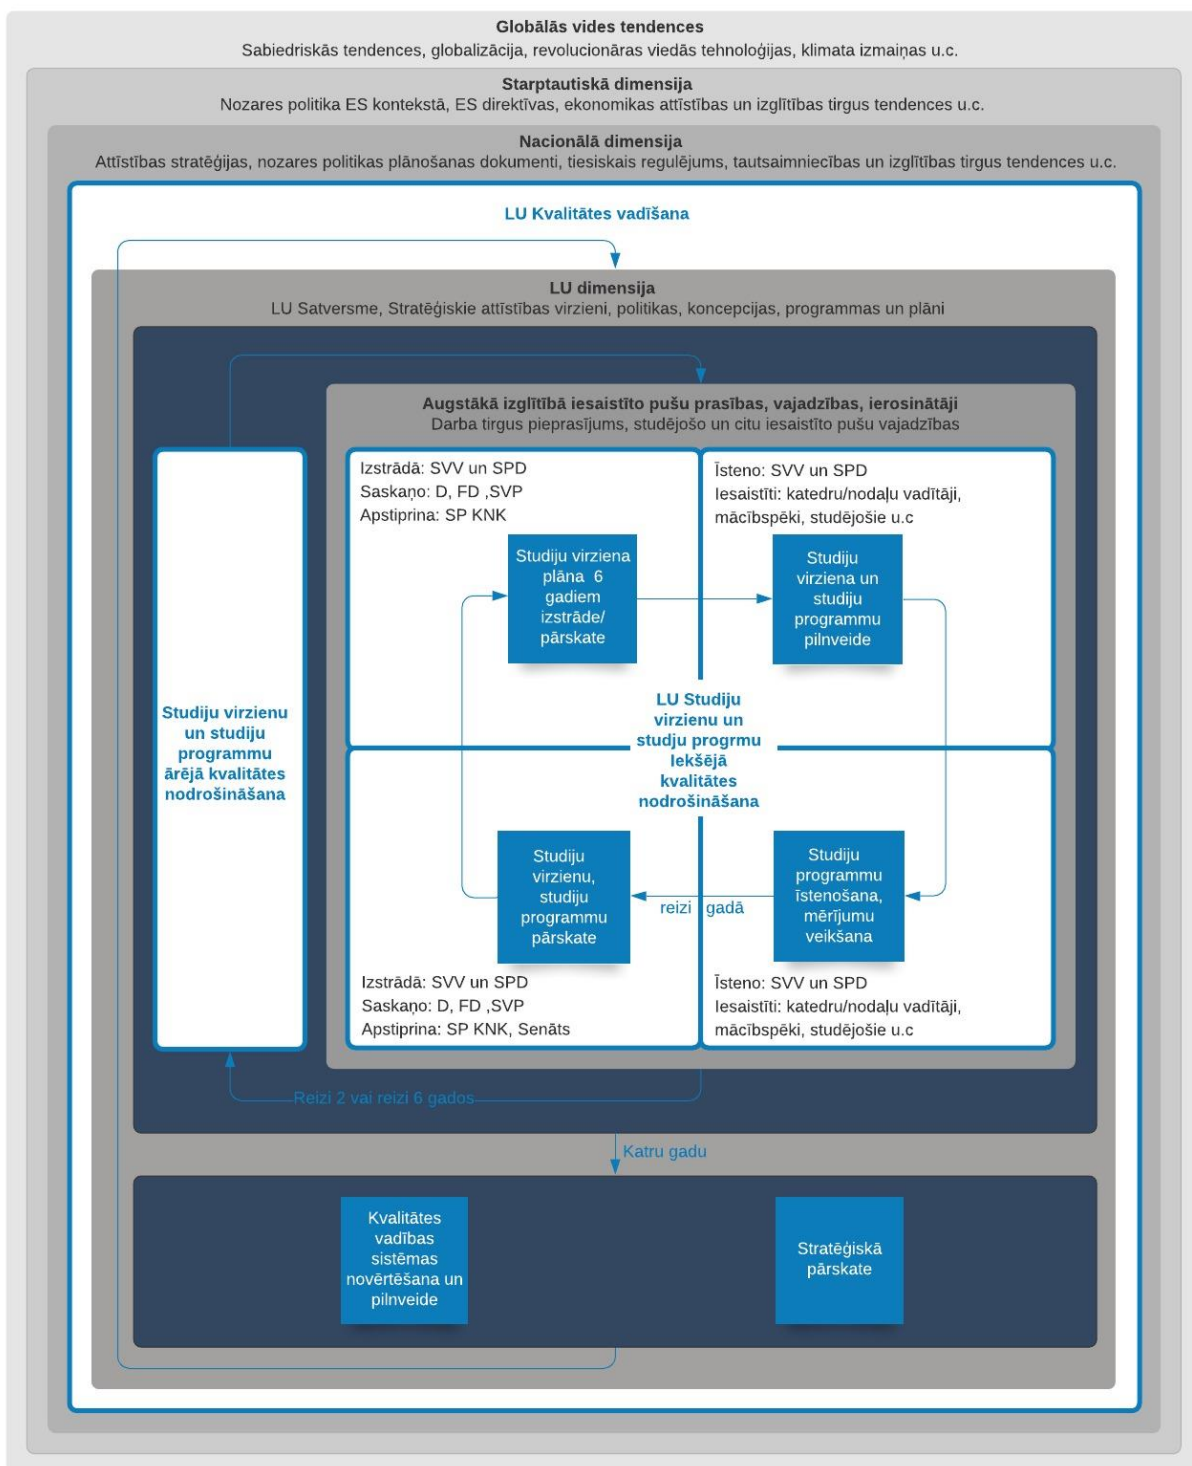 Globālās vides tendences
Sabiedriskās tendences, globalizācija, revolucionāras viedās tehnoloģijas, klimata izmaiņas u.c.
Starptautiskā dimensija
Nozares politika ES kontekstā, ES direktīvas, ekonomikas attīstības un izglītības tirgus tendences u.c.
Nacionālā dimensija
Attīstības stratēģijas, nozares politikas plānošanas dokumenti, tiesiskais regulējums, tautsaimniecības un izglītības tirgus tendences u.c.
LU Kvalitātes vadīšana
LU dimensija
LU Satversme, Stratēģiskie attīstības virzieni, politikas, koncepcijas, programmas un plāni
Augstākā izglītībā iesaistīto pušu prasības, vajadzības, ierosinātāji
Darba tirgus pieprasījums, studējošo un citu iesaistīto pušu vajadzības
Izstrādā: SVV un SPD
Saskaņo: D, FD ,SVP
Apstiprina: SP KNK
Īsteno: SVV un SPD
Iesaistīti: katedru/nodaļu vadītāji,
mācībspēki, studējošie u.c
Studiju virziena
plāna 6
gadiem
izstrāde/
pārskate
Studiju
virziena un
studiju
programmu
pilnveide
Studiju virzienu
un studiju
programmu
ārējā kvalitātes
nodrošināšana
LU Studiju
virzienu un
studju progrmu
Iekšējā
kvalitātes
nodrošināšana
Studiju
virzienu,
studiju
programmu
pārskate
reizi gadā
Studiju
programmu
īstenošana,
mērījumu
veikšana
Izstrādā: SVV un SPD
Saskaņo: D, FD ,SVP
Apstiprina: SP KNK, Senāts
Īsteno: SVV un SPD
Iesaistīti: katedru/nodaļu vadītāji,
mācībspēki, studējošie u.c
Reizi 2 vai reizi 6 gados
Katru gadu
Kvalitātes
vadības
sistēmas
novērtēšana un
pilnveide
Stratēģiskā
pārskate